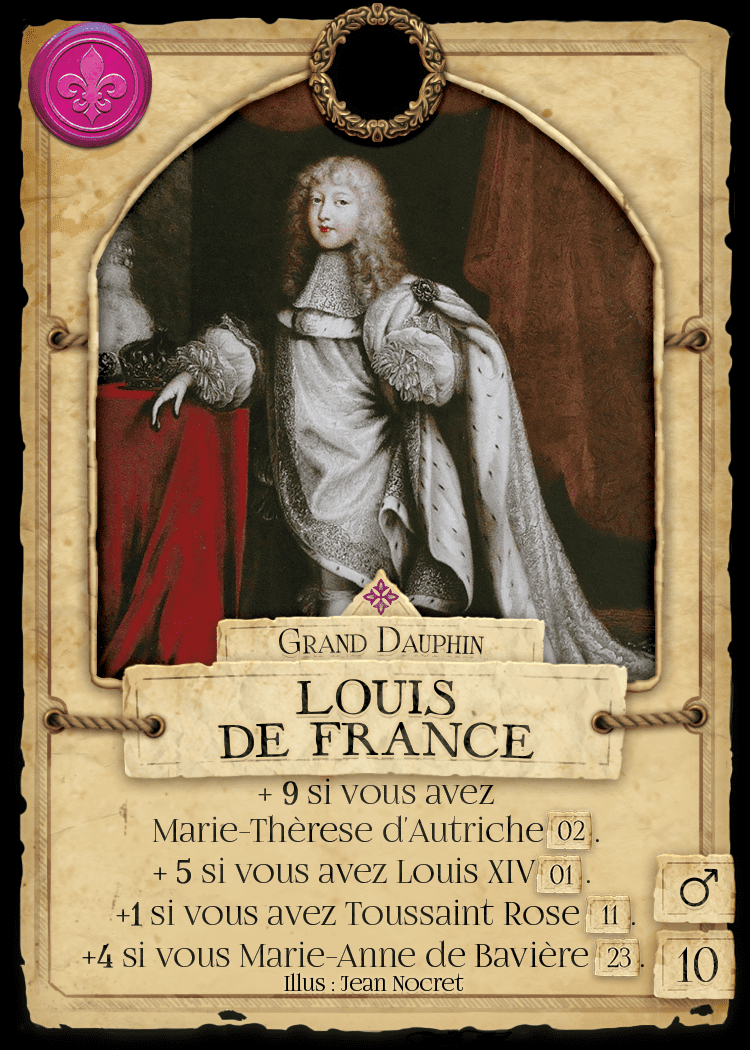 GRAND DAUPHIN
LOUIS
DE FRANCE
+ 9 si vous avez
Marie-Thèrese d'Autriche 02 .
+ 5 si vous avez Louis XIV 01 .
+1 si vous avez Toussaint Rose 11 .
+4 si vous Marie-Anne de Bavière 23 .
Illus : Jean Nocret
♂
10